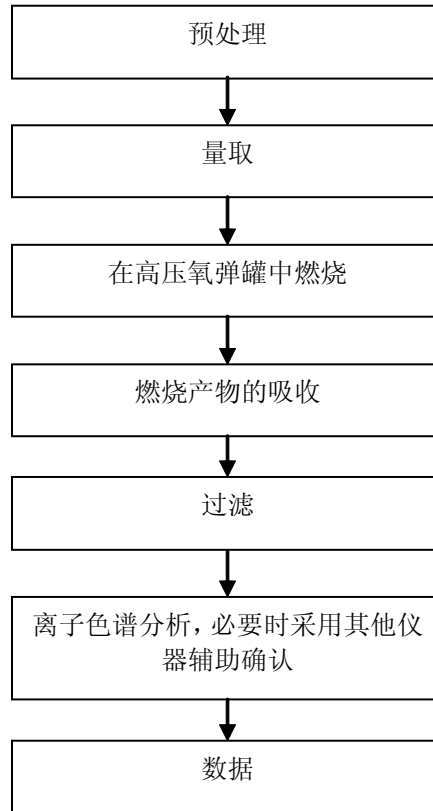 预处理
量取
在高压氧弹罐中燃烧
燃烧产物的吸收
过滤
离子色谱分析，必要时采用其他仪
器辅助确认
数据